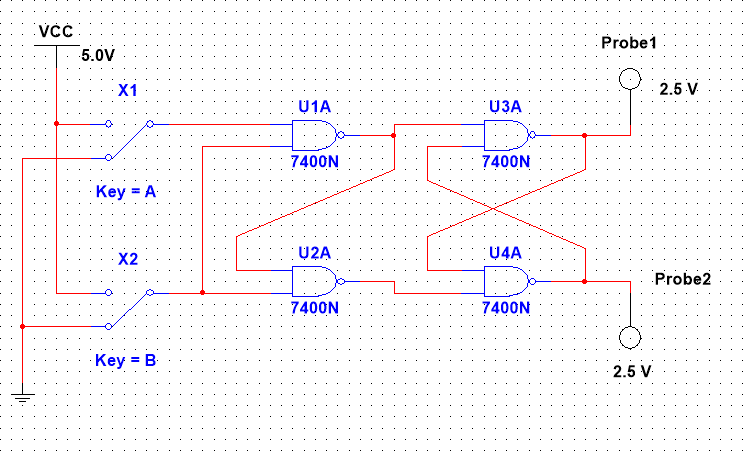 VCC
5.0V
Probe1
2.5 V
X1
U1A
U3A
7400N
7400N
Key = A
X2
U2A
U4A
Probe2
7400N
7400N
Key = B
2.5 V